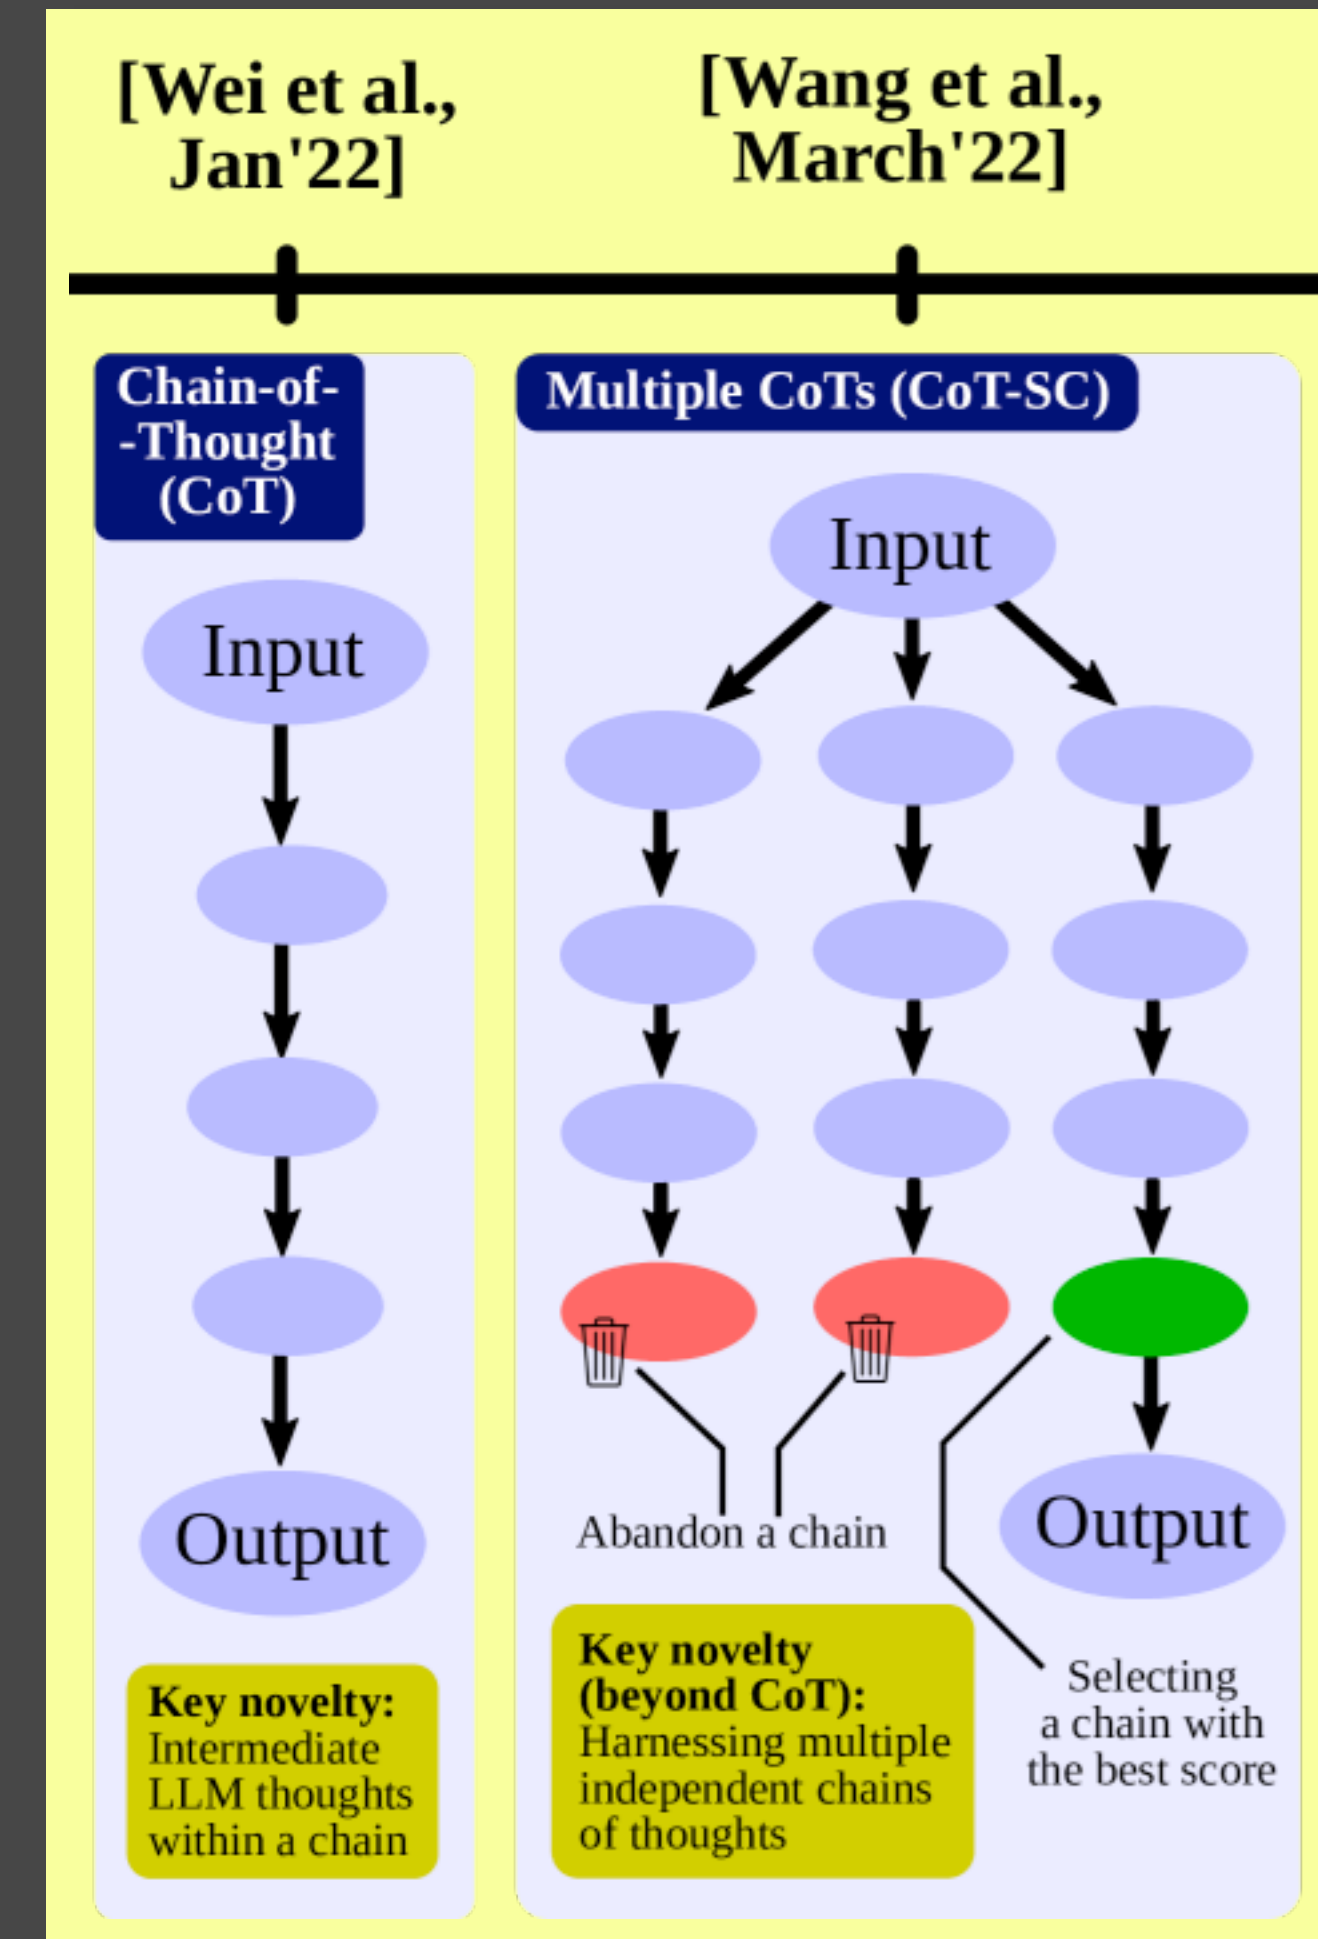 [Wei et al.,
Jan'22]
[Wang et al.,
March'22]
Chain-of-
-Thought
(CoT)
Input
Output
Key novelty:
Intermediate
LLM thoughts
within a chain
Multiple CoTs (CoT-SC)
Input
Abandon a chain
Output
Key novelty
(beyond CoT):
Harnessing multiple
independent chains
of thoughts
Selecting
a chain with
the best score